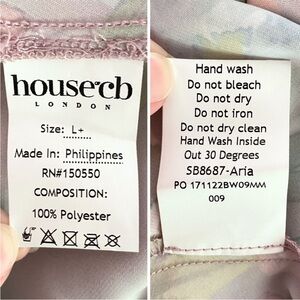 house of cb
LONDON
Size: L+
Made In: Philippines
RN#150550
COMPOSITION:
100% Polyester
Hand wash
Do not bleach
Do not dry
Do not iron
Do not dry clean
Hand Wash Inside
Out 30 Degrees
SB8687-Aria
PO 171122BW09MM
009